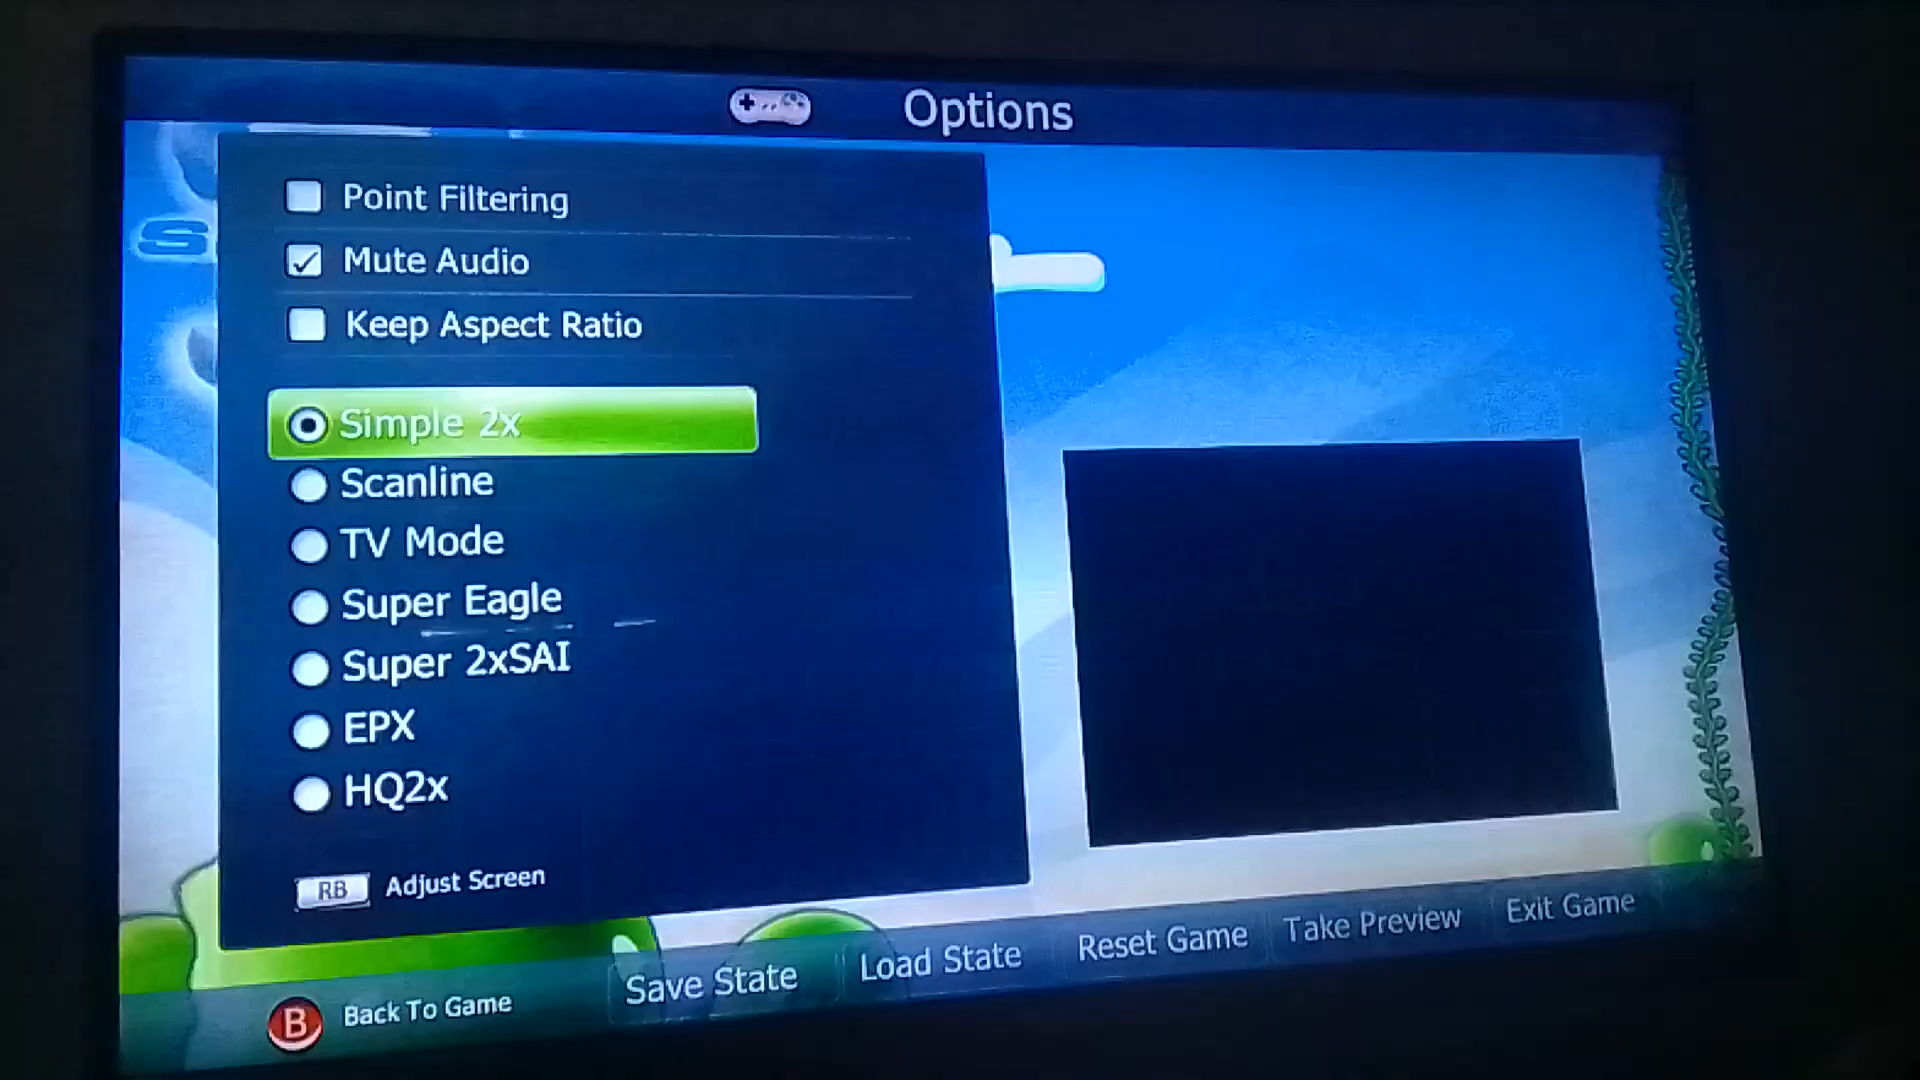 Options
Point Filtering
Mute Audio
Keep Aspect Ratio
Simple 2x
Scanline
TV Mode
Super Eagle
Super 2xSAI
EPX
HQ2x
RB Adjust Screen
B Back To Game
Save State
Load State
Reset Game
Take Preview
Exit Game